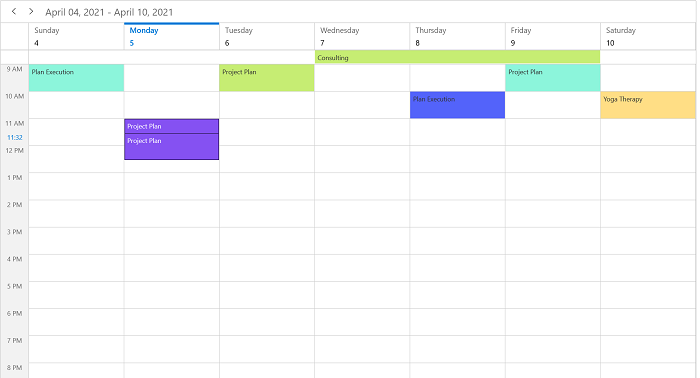 April 04, 2021 - April 10, 2021
Sunday Monday Tuesday Wednesday Thursday Friday Saturday
4 5 6 7 8 9 10
Consulting
9 AM
Plan Execution Project Plan Project Plan
10 AM
Plan Execution Yoga Therapy
11 AM
Project Plan
11:32
Project Plan
12 PM
1 PM
2 PM
3 PM
4 PM
5 PM
6 PM
7 PM
8 PM